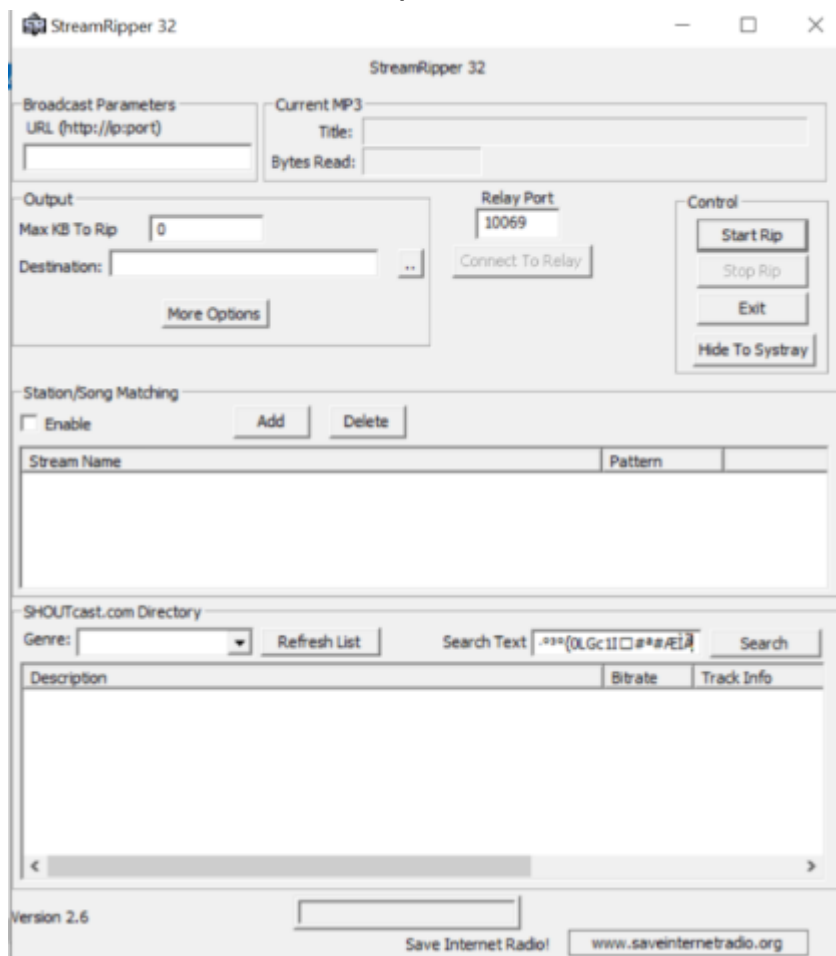 StreamRipper 32
StreamRipper 32
Broadcast Parameters
URL (http://ip:port)
Current MP3
Title:
Bytes Read:
Output
Max KB To Rip 0
Destination: ..
More Options
Relay Port
10069
Connect To Relay
Control
Start Rip
Stop Rip
Exit
Hide To Systray
Station/Song Matching
Enable Add Delete
Stream Name Pattern
SHOUTcast.com Directory
Genre: Refresh List Search Text Search
Description Bitrate Track Info
Version 2.6
Save Internet Radio! www.saveinternetradio.org